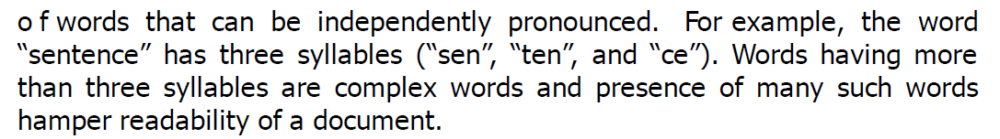 of words that can be independently pronounced. For example, the word
“sentence” has three syllables (“sen”, “ten”, and “ce”). Words having more
than three syllables are complex words and presence of many such words
hamper readability of a document.